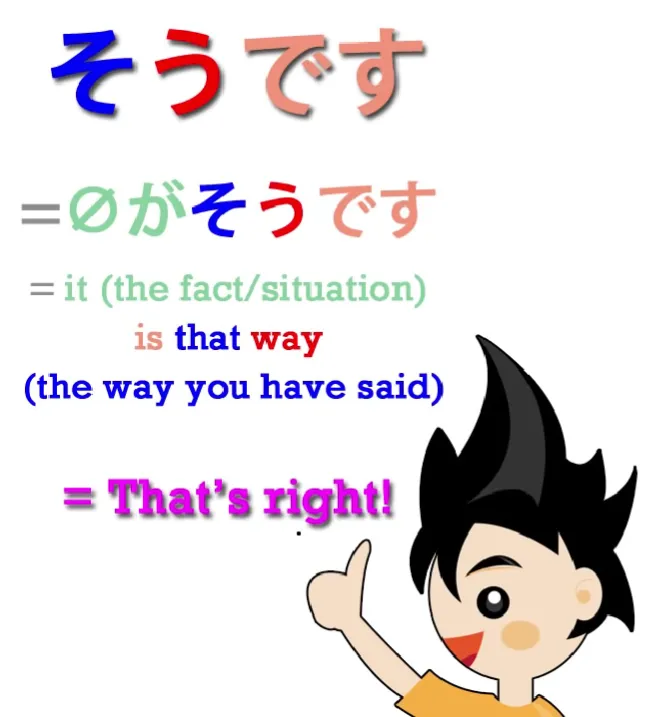 そうです
=∅がそうです
= it (the fact/situation)
is that way
(the way you have said)
= That's right!